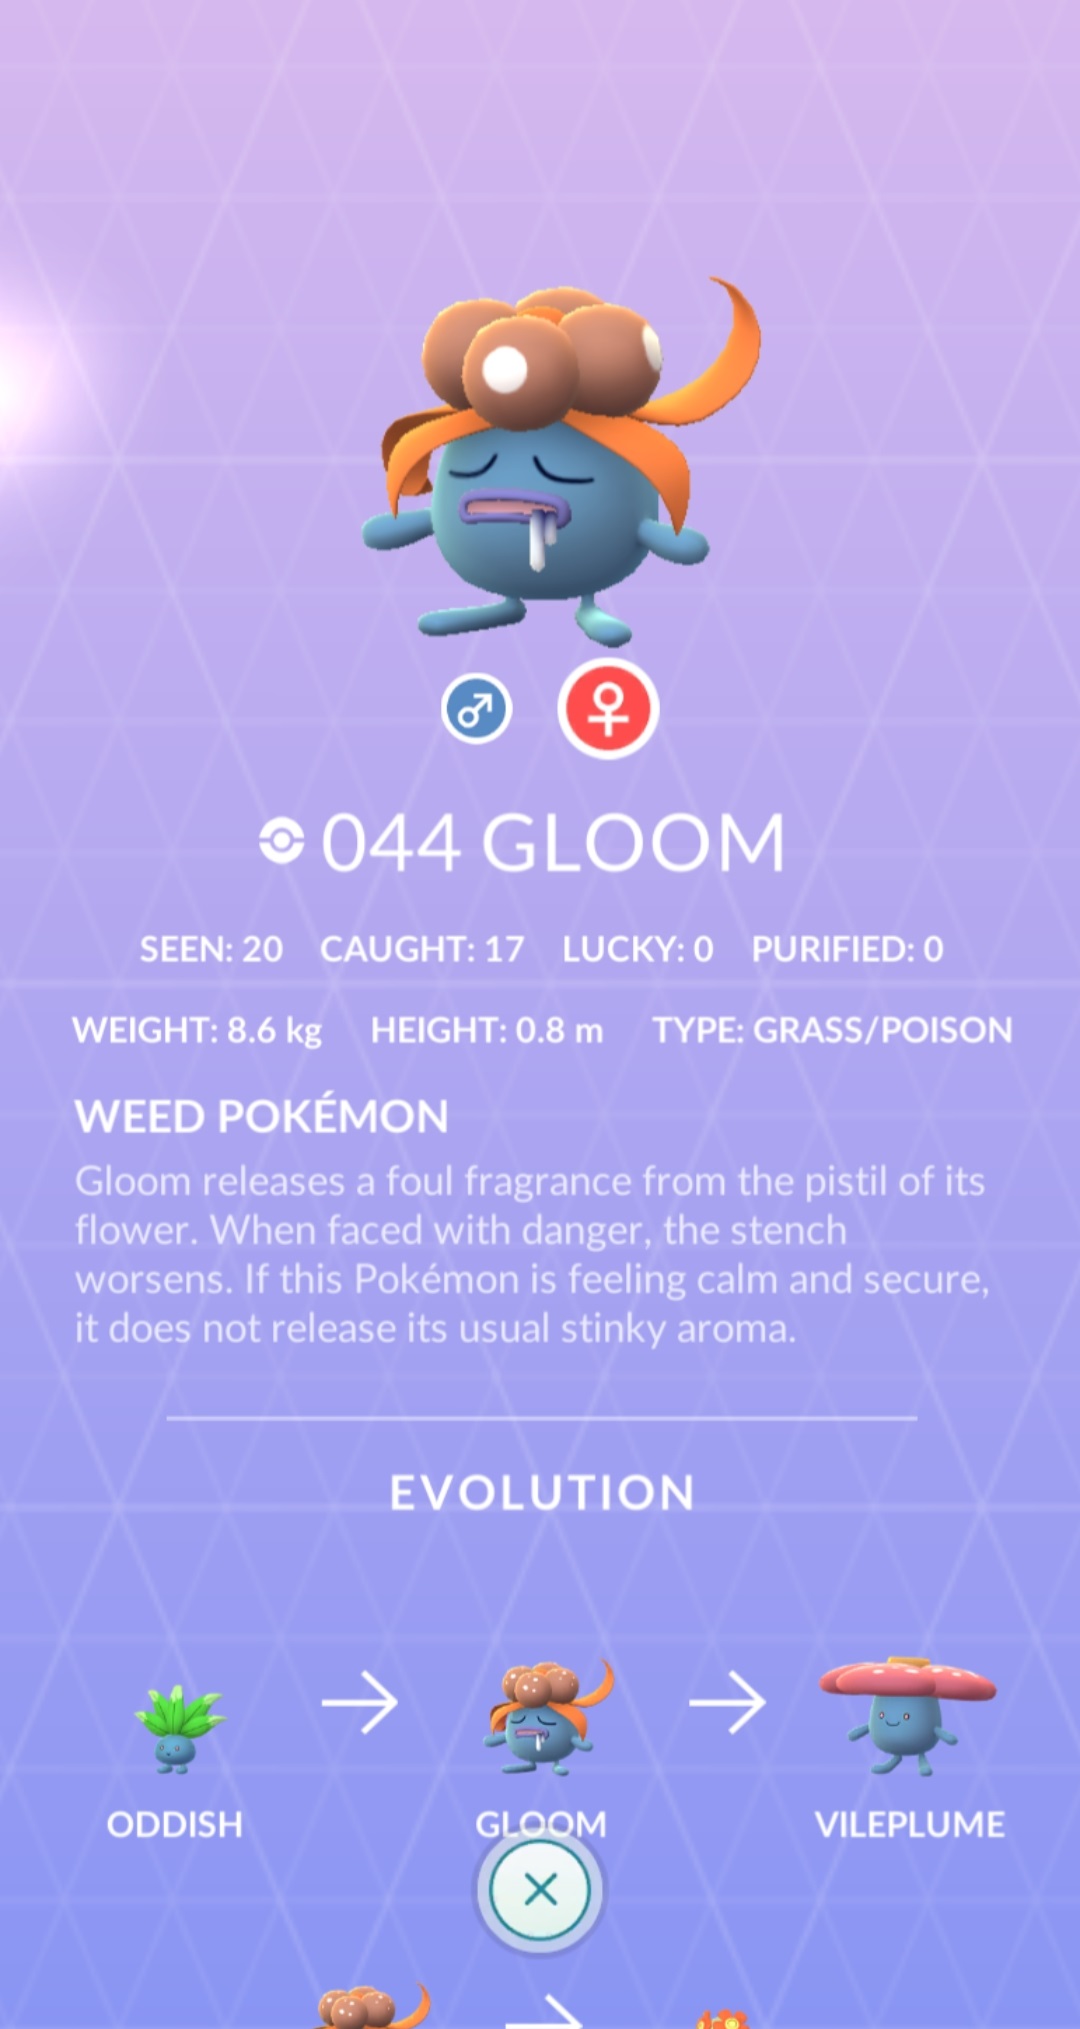 044 GLOOM
SEEN: 20 CAUGHT: 17 LUCKY: 0 PURIFIED: 0
WEIGHT: 8.6 kg HEIGHT: 0.8 m TYPE: GRASS/POISON
WEED POKÉMON
Gloom releases a foul fragrance from the pistil of its
flower. When faced with danger, the stench
worsens. If this Pokémon is feeling calm and secure,
it does not release its usual stinky aroma.
EVOLUTION
ODDISH GLOOM VILEPLUME